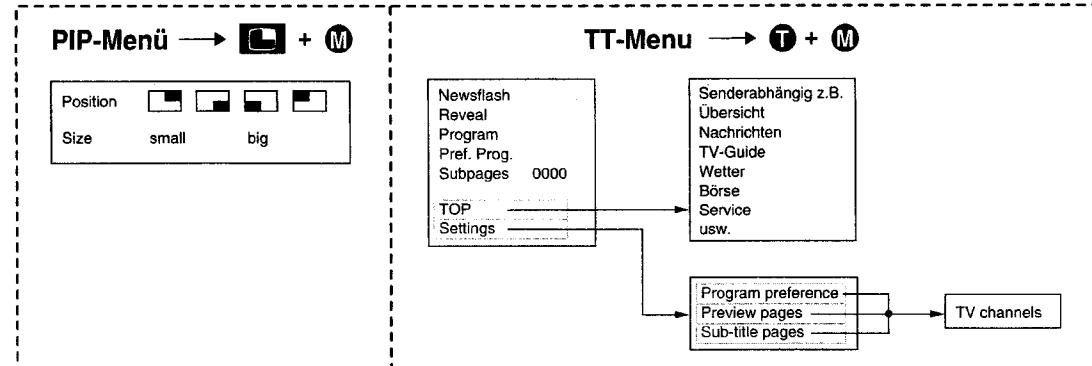 PIP-Menü + M
Position
Size small big
TT-Menu T + M
Newsflash
Reveal
Program
Pref. Prog.
Subpages 0000
TOP
Settings
Senderabhängig z.B.
Übersicht
Nachrichten
TV-Guide
Wetter
Börse
Service
usw.
Program preference
Preview pages
Sub-title pages
TV channels